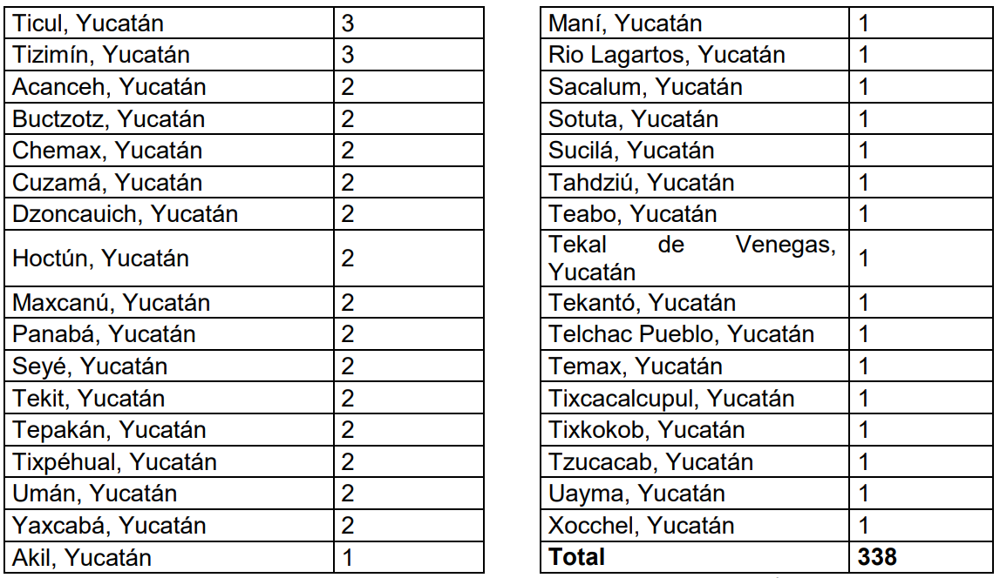 Ticul, Yucatán 3
Tizimín, Yucatán 3
Acanceh, Yucatán 2
Buctzotz, Yucatán 2
Chemax, Yucatán 2
Cuzamá, Yucatán 2
Dzoncauich, Yucatán 2
Hoctún, Yucatán 2
Maxcanú, Yucatán 2
Panabá, Yucatán 2
Seyé, Yucatán 2
Tekit, Yucatán 2
Tepakán, Yucatán 2
Tixpéhual, Yucatán 2
Umán, Yucatán 2
Yaxcabá, Yucatán 2
Akil, Yucatán 1
Maní, Yucatán 1
Rio Lagartos, Yucatán 1
Sacalum, Yucatán 1
Sotuta, Yucatán 1
Sucilá, Yucatán 1
Tahdziú, Yucatán 1
Teabo, Yucatán 1
Tekal de Venegas,
Yucatán 1
Tekantó, Yucatán 1
Telchac Pueblo, Yucatán 1
Temax, Yucatán 1
Tixcacalcupul, Yucatán 1
Tixkokob, Yucatán 1
Tzucacab, Yucatán 1
Uayma, Yucatán 1
Xocchel, Yucatán 1
Total 338